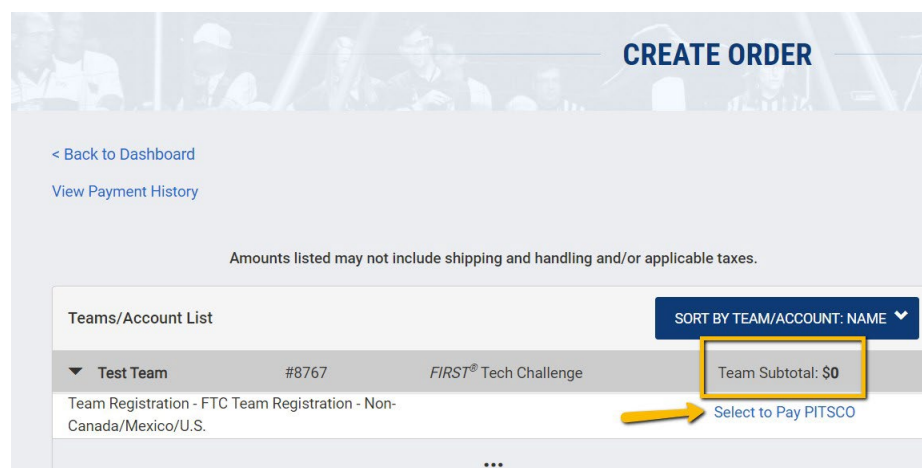 CREATE ORDER
< Back to Dashboard
View Payment History
Amounts listed may not include shipping and handling and/or applicable taxes.
Teams/Account List
SORT BY TEAM/ACCOUNT: NAME
Test Team #8767 FIRST® Tech Challenge Team Subtotal: $0
Team Registration - FTC Team Registration - Non-
Canada/Mexico/U.S.
Select to Pay PITSCO
...